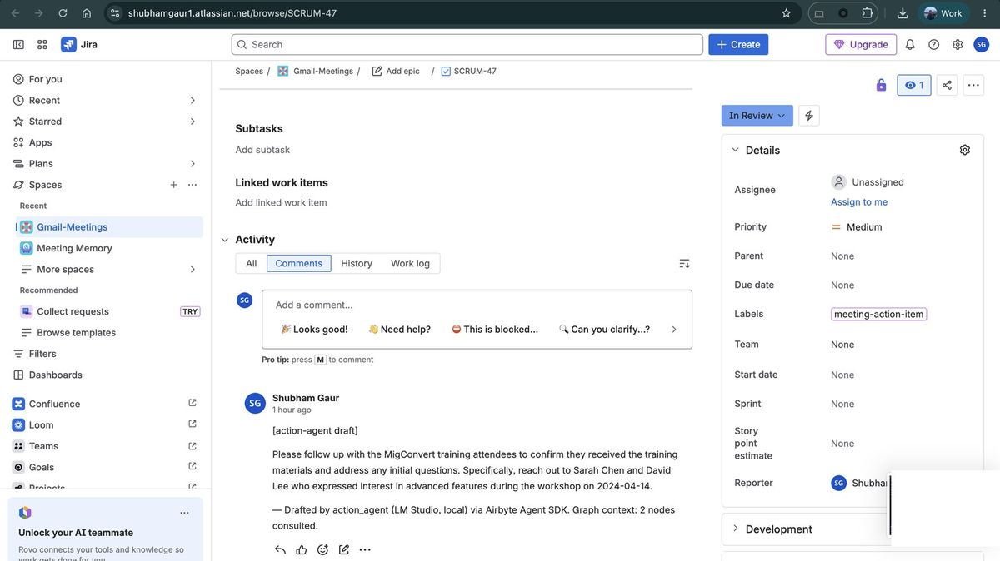 shubhamgaur1.atlassian.net/browse/SCRUM-47
Work
Jira
Search
Create
Upgrade
SG
For you
Recent
Starred
Apps
Plans
Spaces
Recent
Gmail-Meetings
Meeting Memory
More spaces
Recommended
Collect requests
TRY
Browse templates
Filters
Dashboards
Confluence
Loom
Teams
Goals
Projects
Unlock your AI teammate
Rovo connects your tools and knowledge so
work gets done for you
Spaces / Gmail-Meetings / Add epic / SCRUM-47
Subtasks
Add subtask
Linked work items
Add linked work item
Activity
All Comments History Work log
SG
Add a comment...
🎉 Looks good! 👋 Need help? ⛔ This is blocked... 🔍 Can you clarify...?
Pro tip: press M to comment
SG
Shubham Gaur
1 hour ago
[action-agent draft]
Please follow up with the MigConvert training attendees to confirm they received the training
materials and address any initial questions. Specifically, reach out to Sarah Chen and David
Lee who expressed interest in advanced features during the workshop on 2024-04-14.
— Drafted by action_agent (LM Studio, local) via Airbyte Agent SDK. Graph context: 2 nodes
consulted.
1
In Review
Details
Assignee
Unassigned
Assign to me
Priority
Medium
Parent
None
Due date
None
Labels
meeting-action-item
Team
None
Start date
None
Sprint
None
Story
point
estimate
None
Reporter
SG
Shubha
Development